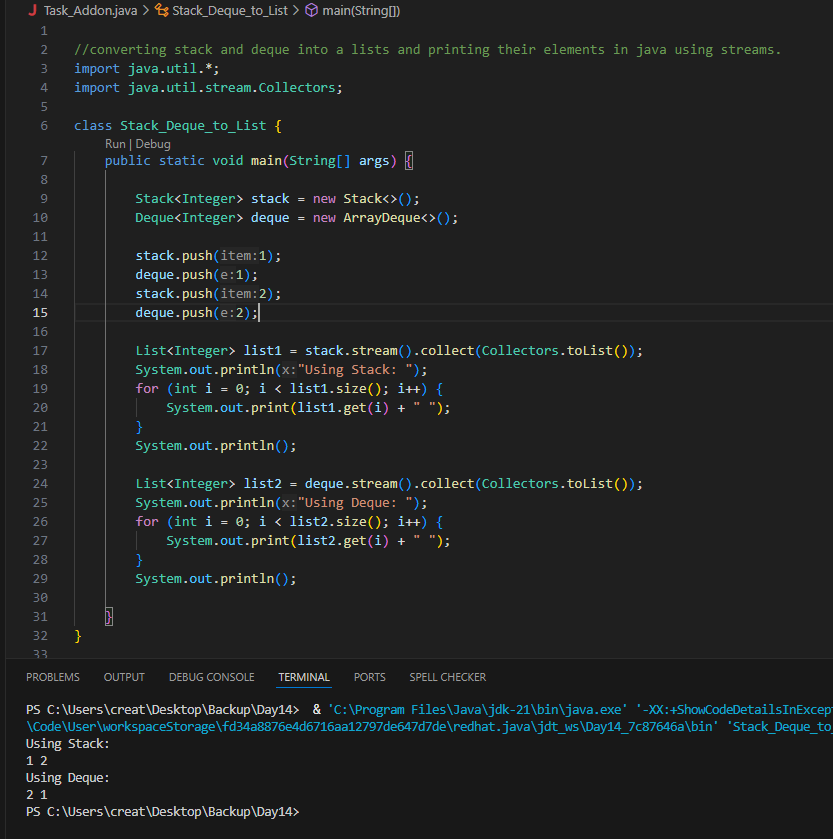 Task_Addon.java > Stack_Deque_to_List > main(String[])
1
2 //converting stack and deque into a lists and printing their elements in java using streams.
3 import java.util.*;
4 import java.util.stream.Collectors;
5
6 class Stack_Deque_to_List {
Run | Debug
7 public static void main(String[] args) {
8
9 Stack<Integer> stack = new Stack<>();
10 Deque<Integer> deque = new ArrayDeque<>();
11
12 stack.push(item:1);
13 deque.push(e:1);
14 stack.push(item:2);
15 deque.push(e:2);
16
17 List<Integer> list1 = stack.stream().collect(Collectors.toList());
18 System.out.println(x:"Using Stack: ");
19 for (int i = 0; i < list1.size(); i++) {
20 System.out.print(list1.get(i) + " ");
21 }
22 System.out.println();
23
24 List<Integer> list2 = deque.stream().collect(Collectors.toList());
25 System.out.println(x:"Using Deque: ");
26 for (int i = 0; i < list2.size(); i++) {
27 System.out.print(list2.get(i) + " ");
28 }
29 System.out.println();
30
31 }
32 }
33
PROBLEMS OUTPUT DEBUG CONSOLE TERMINAL PORTS SPELL CHECKER
PS C:\Users\creat\Desktop\Backup\Day14> & 'C:\Program Files\Java\jdk-21\bin\java.exe' '-XX:+ShowCodeDetailsInExcep
\Code\User\workspaceStorage\fd34a8876e4d6716aa12797de647d7de\redhat.java\jdt_ws\Day14_7c87646a\bin' 'Stack_Deque_to_
Using Stack:
1 2
Using Deque:
2 1
PS C:\Users\creat\Desktop\Backup\Day14>